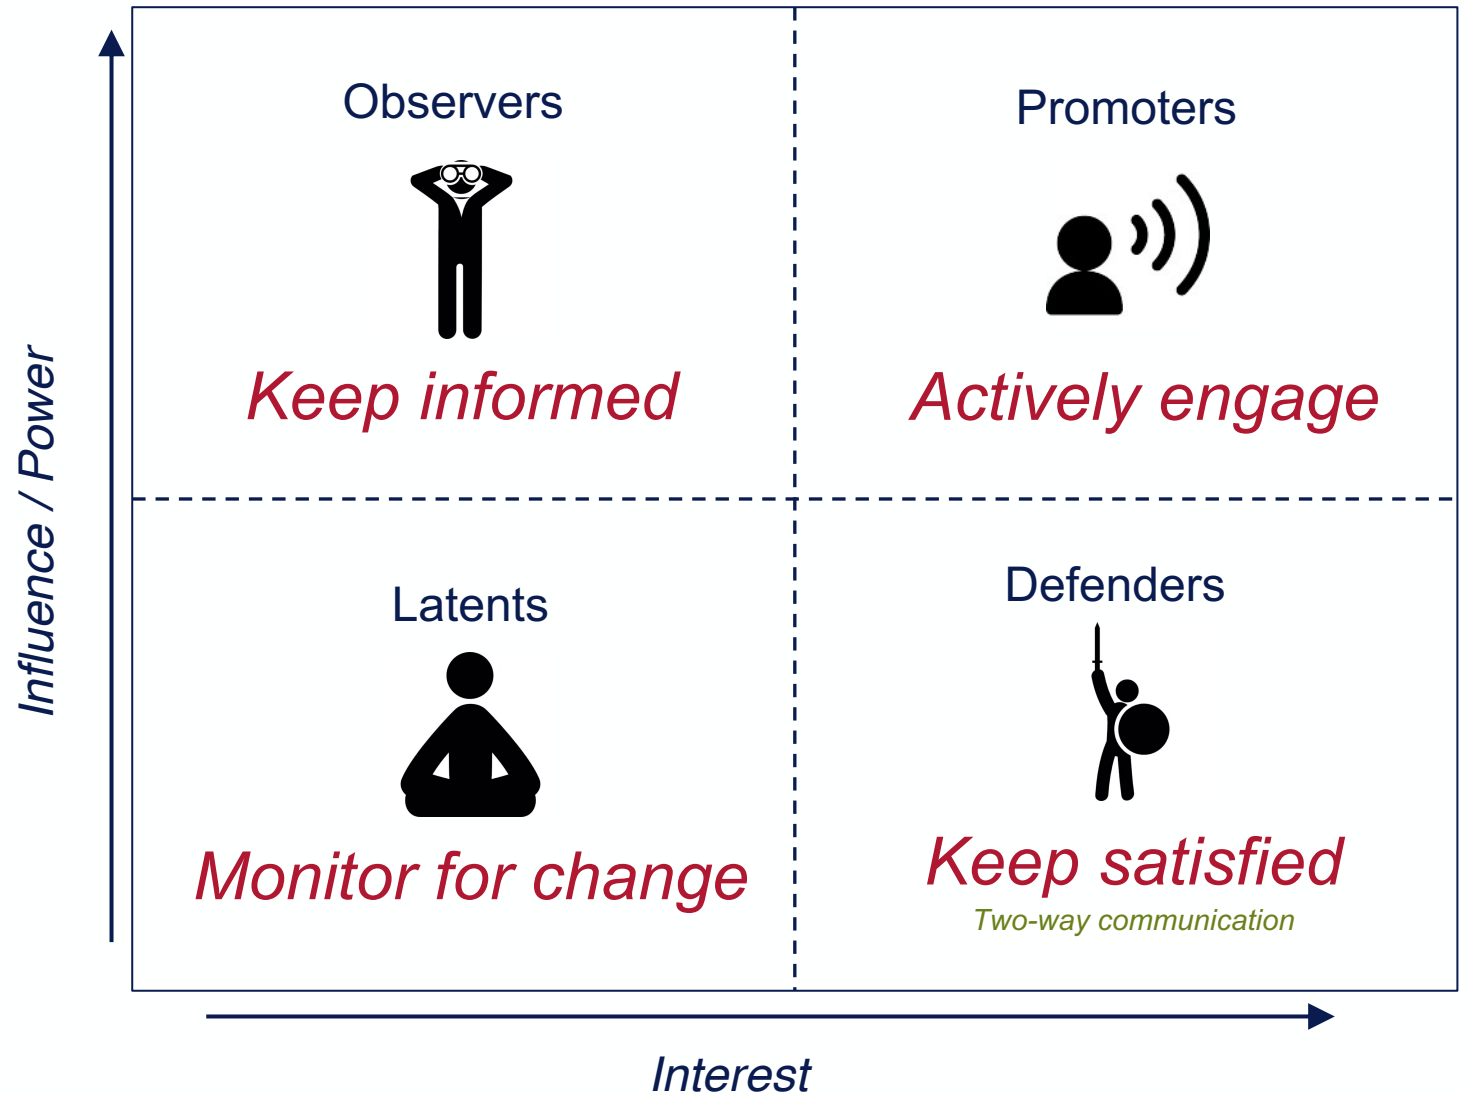 Observers
Promoters
Keep informed
Actively engage
Influence / Power
Latents
Defenders
Monitor for change
Keep satisfied
Two-way communication
Interest